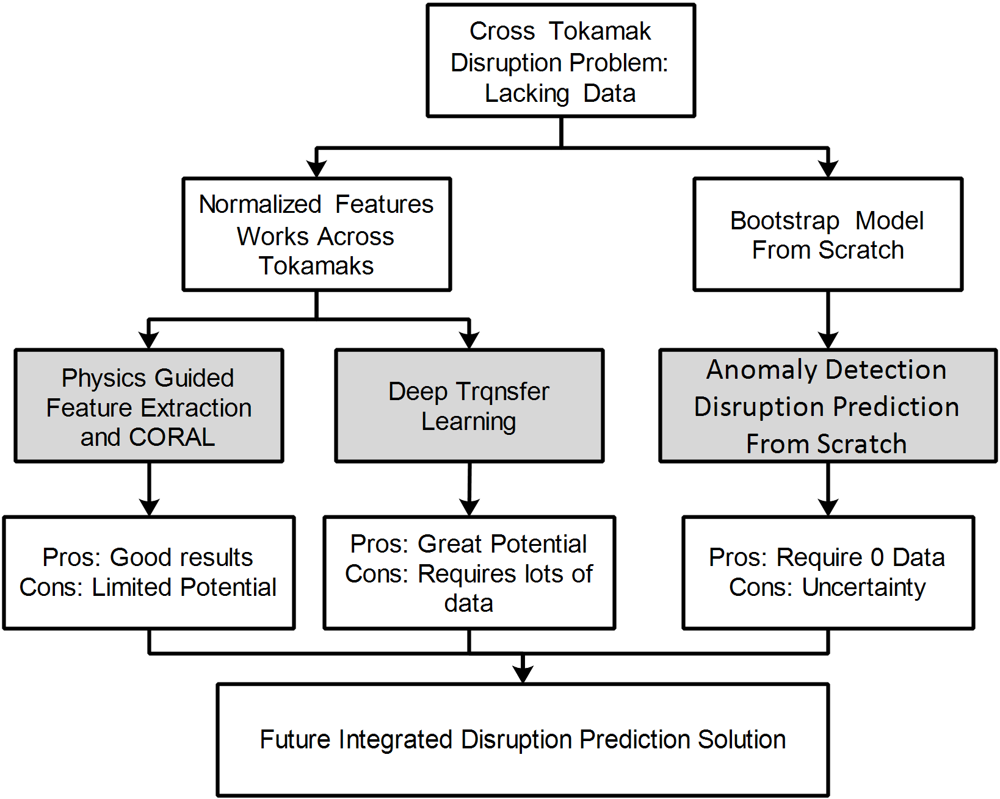 Cross Tokamak
Disruption Problem:
Lacking Data
Normalized Features
Works Across
Tokamaks
Bootstrap Model
From Scratch
Physics Guided
Feature Extraction
and CORAL
Deep Trqnsfer
Learning
Anomaly Detection
Disruption Prediction
From Scratch
Pros: Good results
Cons: Limited Potential
Pros: Great Potential
Cons: Requires lots of
data
Pros: Require 0 Data
Cons: Uncertainty
Future Integrated Disruption Prediction Solution